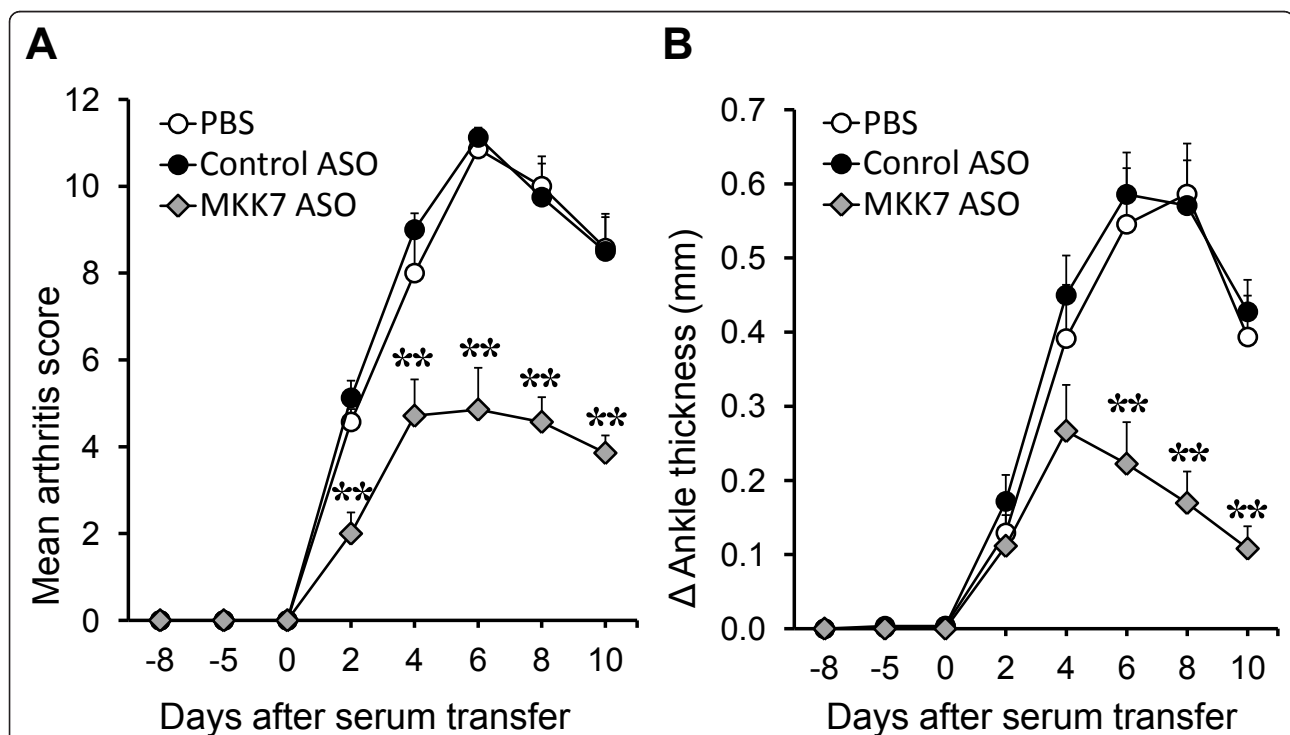 A
Mean arthritis score
12
10
8
6
4
2
0
PBS
Control ASO
MKK7 ASO
**
**
**
**
**
-8 -5 0 2 4 6 8 10
Days after serum transfer
B
Δ Ankle thickness (mm)
0.7
0.6
0.5
0.4
0.3
0.2
0.1
0.0
PBS
Conrol ASO
MKK7 ASO
**
**
**
-8 -5 0 2 4 6 8 10
Days after serum transfer